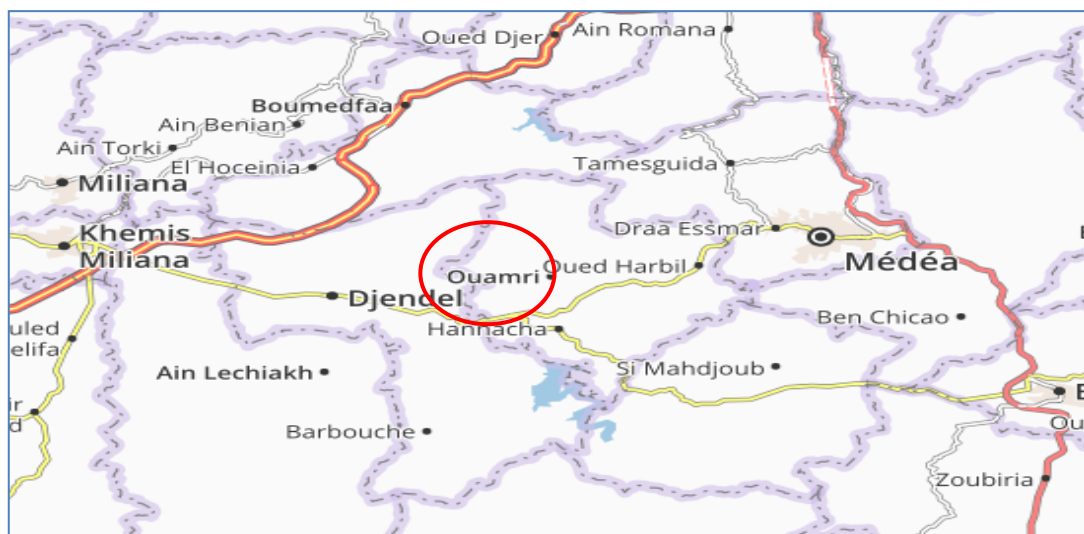 Oued Djer
Ain Romana
Boumedfaa
Ain Benian
Ain Torki
El Hoceinia
Tamesguida
Miliana
Khemis
Miliana
Draa Essmar
Médéa
Ouamri
Oued Harbil
Djendel
Hannacha
Ben Chicao
Ain Lechiakh
Si Mahdjoub
Barbouche
Zoubiria